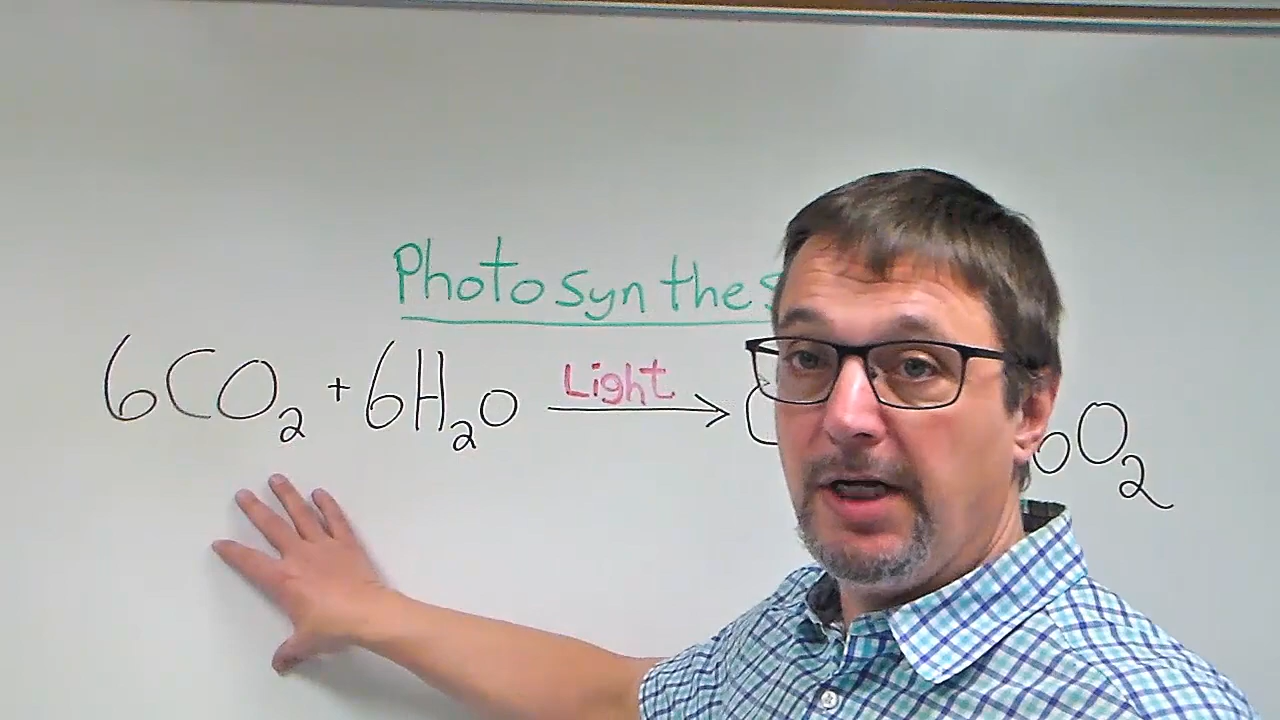 Photosynthes
6CO₂ + 6H₂O Light → C O₂